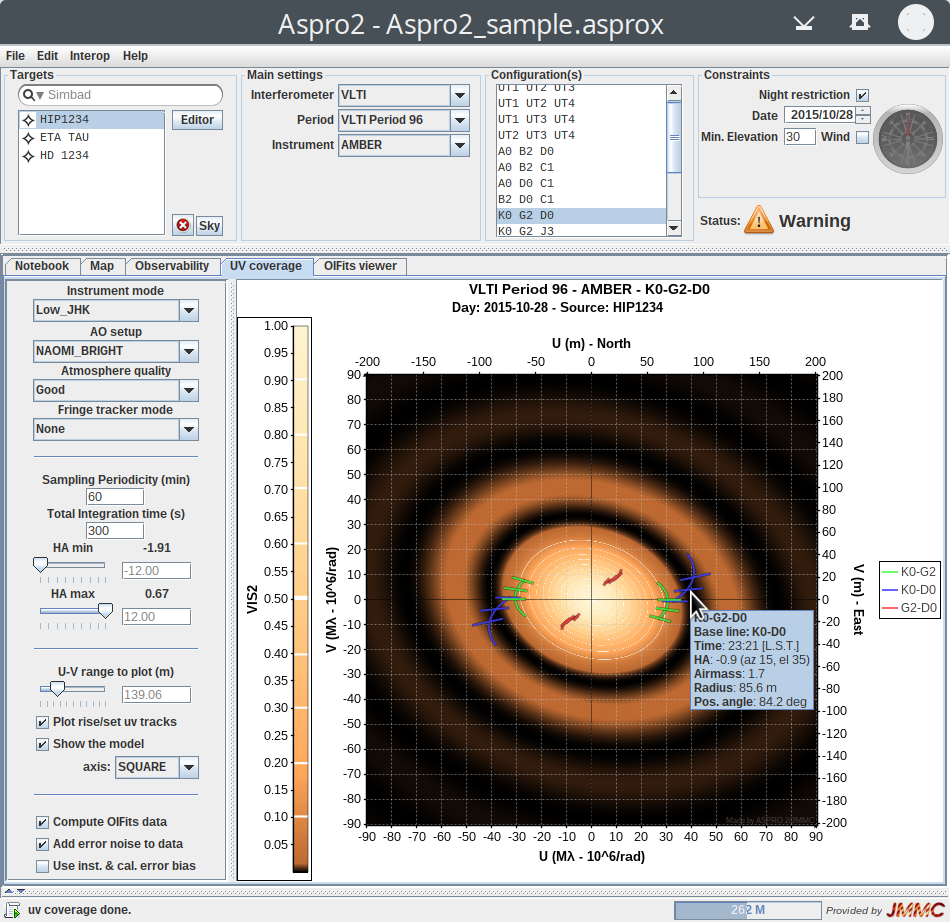 Aspro2 - Aspro2_sample.asprox
File Edit Interop Help
Targets
Simbad
HIP1234
ETA TAU
HD 1234
Editor
Sky
Main settings
Interferometer VLTI
Period VLTI Period 96
Instrument AMBER
Configuration(s)
UT1 UT2 UT3
UT1 UT2 UT4
UT1 UT3 UT4
UT2 UT3 UT4
A0 B2 D0
A0 B2 C1
A0 D0 C1
B2 D0 C1
K0 G2 D0
K0 G2 J3
Constraints
Night restriction
Date 2015/10/28
Min. Elevation 30 Wind
Status: Warning
Notebook Map Observability UV coverage OIFits viewer
Instrument mode
Low_JHK
AO setup
NAOMI_BRIGHT
Atmosphere quality
Good
Fringe tracker mode
None
Sampling Periodicity (min)
60
Total Integration time (s)
300
HA min -1.91
-12.00
HA max 0.67
12.00
U-V range to plot (m)
139.06
Plot rise/set uv tracks
Show the model
axis: SQUARE
Compute OIFits data
Add error noise to data
Use inst. & cal. error bias
VLTI Period 96 - AMBER - K0-G2-D0
Day: 2015-10-28 - Source: HIP1234
U (m) - North
-200 -150 -100 -50 0 50 100 150 200
VIS2
1.00
0.95
0.90
0.85
0.80
0.75
0.70
0.65
0.60
0.55
0.50
0.45
0.40
0.35
0.30
0.25
0.20
0.15
0.10
0.05
V (Mλ - 10^6/rad)
90
80
70
60
50
40
30
20
10
0
-10
-20
-30
-40
-50
-60
-70
-80
-90
200
180
160
140
120
100
80
60
40
20
0
-20
-40
-60
-80
-100
-120
-140
-160
-180
-200
V (m) - East
K0-G2
K0-D0
G2-D0
K0-G2-D0
Base line: K0-D0
Time: 23:21 [L.S.T.]
HA: -0.9 (az 15, el 35)
Airmass: 1.7
Radius: 85.6 m
Pos. angle: 84.2 deg
Made by ASPRO 2/JMMC
-90 -80 -70 -60 -50 -40 -30 -20 -10 0 10 20 30 40 50 60 70 80 90
U (Mλ - 10^6/rad)
uv coverage done.
262 M
Provided by JMMC